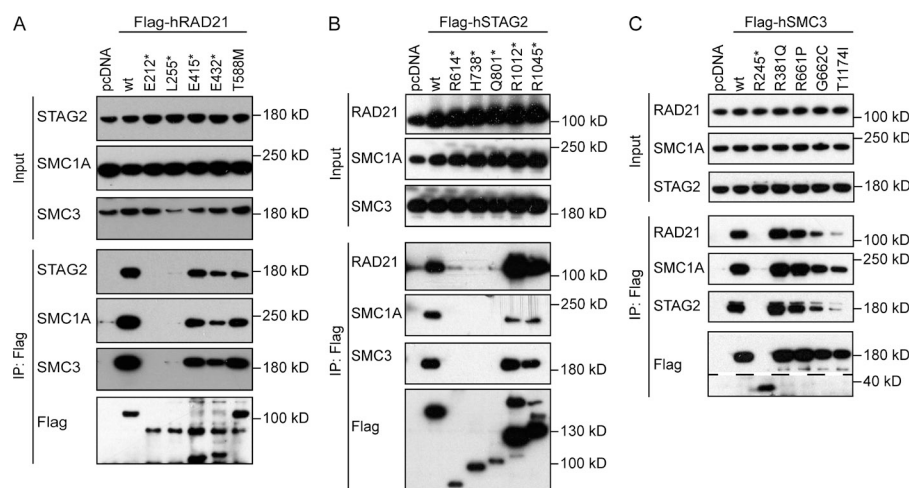 A
Flag-hRAD21
pcDNA
wt
E212*
L255*
E415*
E432*
T588M
Input
STAG2
180 kD
SMC1A
250 kD
SMC3
180 kD
IP: Flag
STAG2
180 kD
SMC1A
250 kD
SMC3
180 kD
Flag
100 kD
B
Flag-hSTAG2
pcDNA
wt
R614*
H738*
Q801*
R1012*
R1045*
Input
RAD21
100 kD
SMC1A
250 kD
SMC3
180 kD
IP: Flag
RAD21
100 kD
SMC1A
250 kD
SMC3
180 kD
Flag
130 kD
100 kD
C
Flag-hSMC3
pcDNA
wt
R245*
R381Q
R661P
G662C
T1174I
Input
RAD21
100 kD
SMC1A
250 kD
STAG2
180 kD
IP: Flag
RAD21
100 kD
SMC1A
250 kD
STAG2
180 kD
Flag
180 kD
40 kD